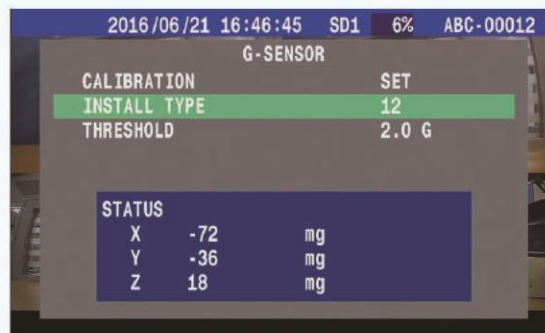 2016/06/21 16:46:45 SD1 6% ABC-00012
G-SENSOR
CALIBRATION SET
INSTALL TYPE 12
THRESHOLD 2.0 G
STATUS
X -72 mg
Y -36 mg
Z 18 mg